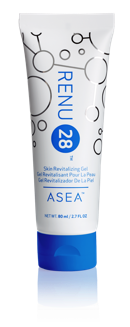 RENU
28
Skin Revitalizing Gel
Gel Revitalisant Pour La Peau
Gel Revitalizador De La Piel
ASEA™
NET WT. 80 ml / 2.7 FL OZ